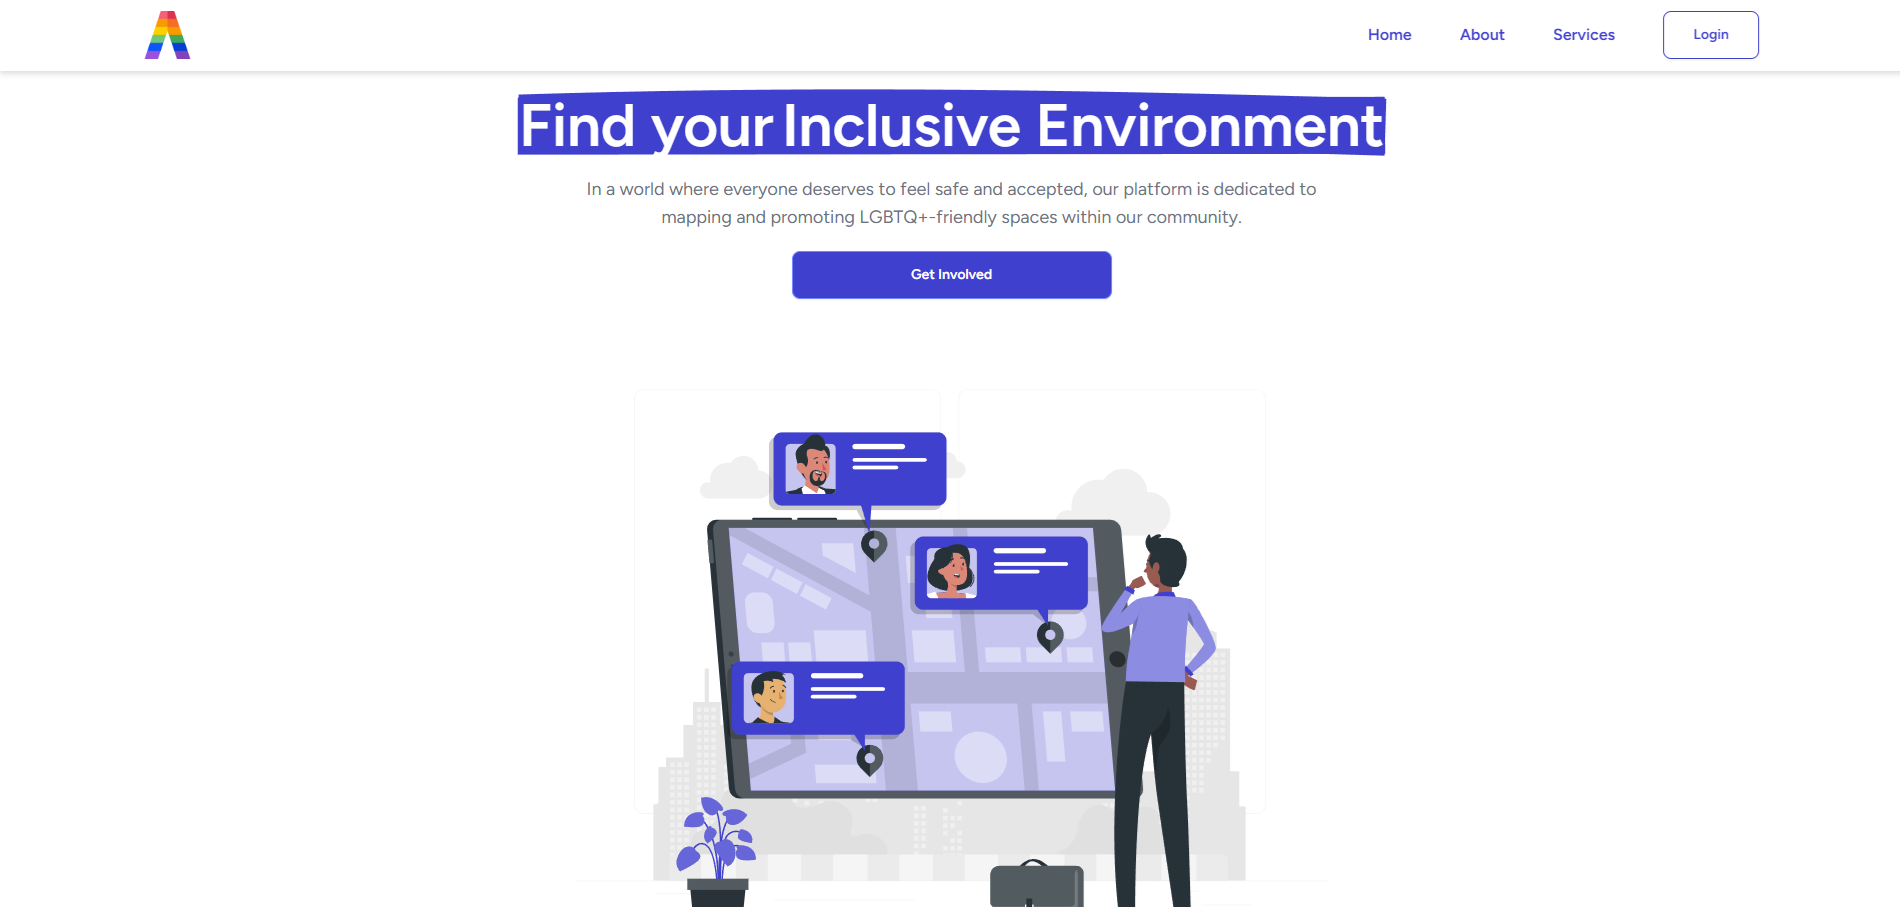 Home
About
Services
Login
Find your Inclusive Environment
In a world where everyone deserves to feel safe and accepted, our platform is dedicated to
mapping and promoting LGBTQ+-friendly spaces within our community.
Get Involved